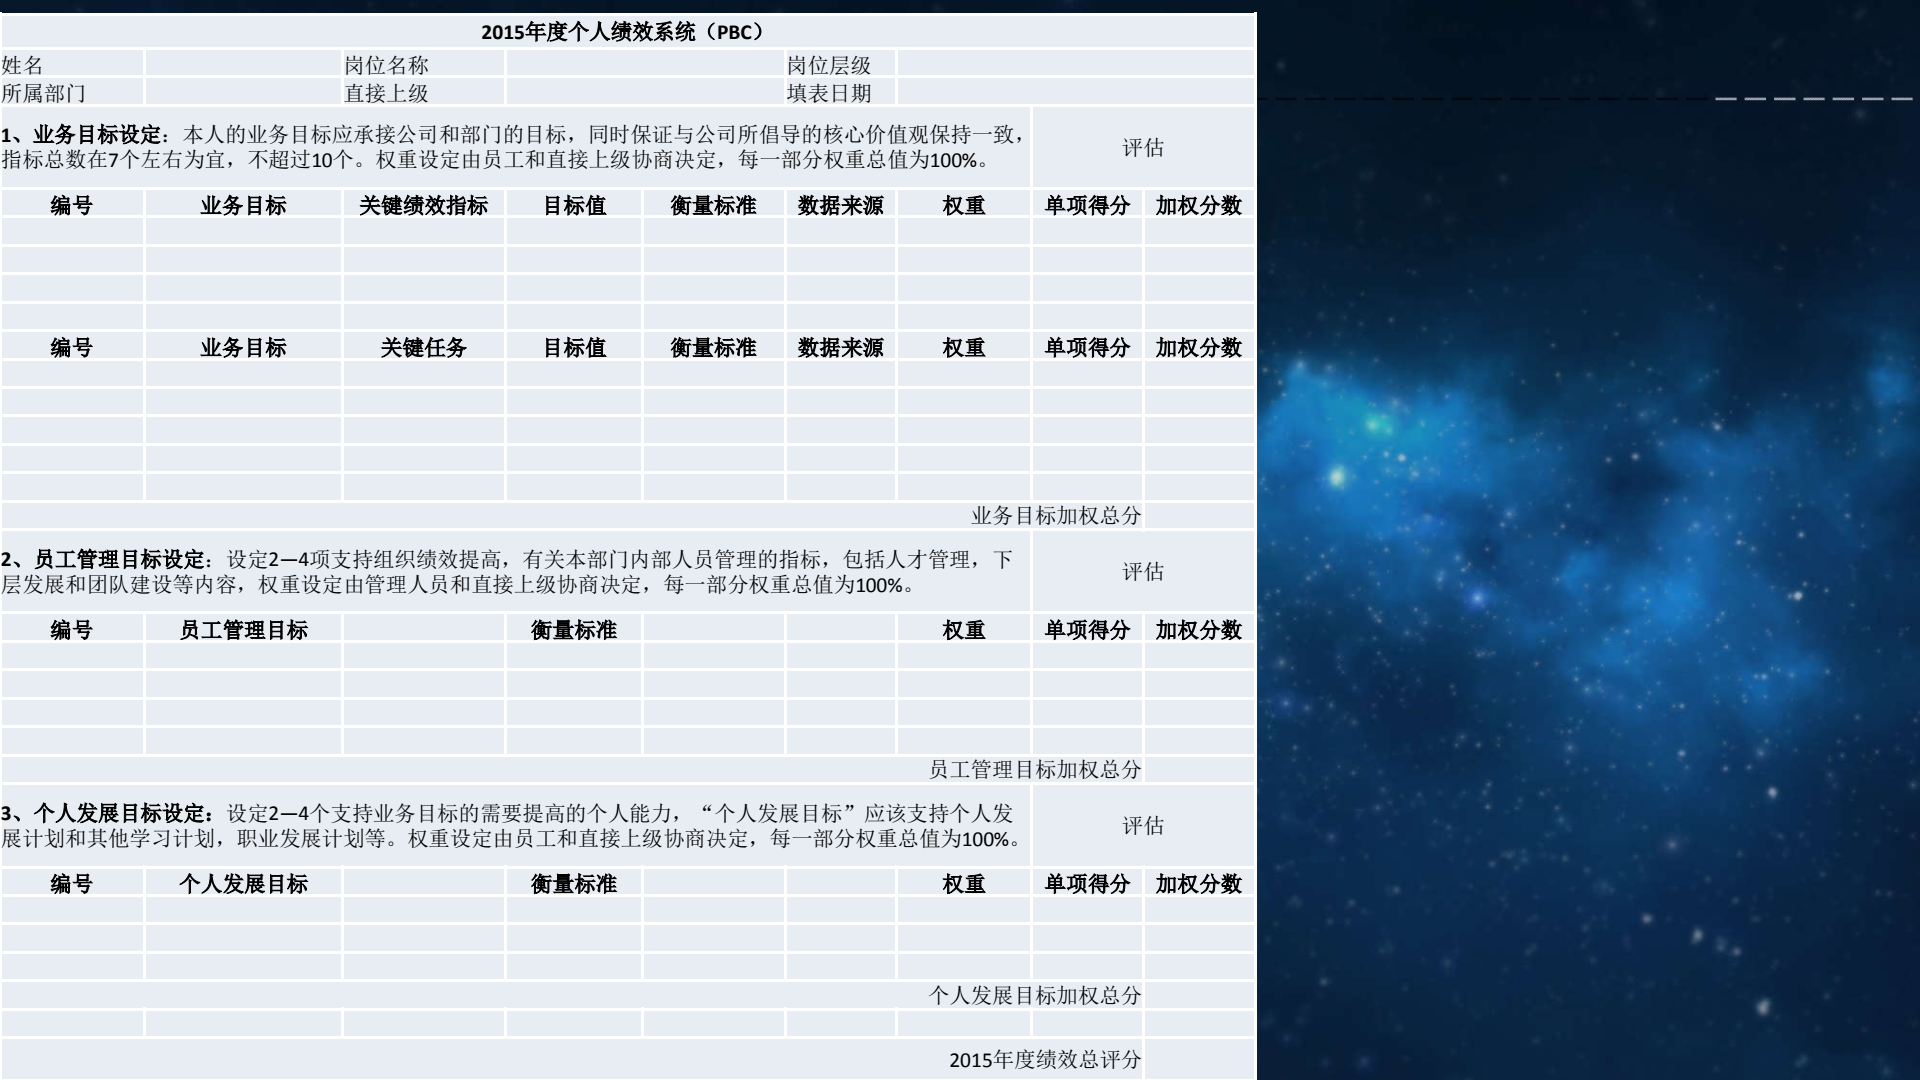 2015年度个人绩效系统（PBC）
姓名 岗位名称 岗位层级
所属部门 直接上级 填表日期
1、业务目标设定：本人的业务目标应承接公司和部门的目标，同时保证与公司所倡导的核心价值观保持一致，
指标总数在7个左右为宜，不超过10个。权重设定由员工和直接上级协商决定，每一部分权重总值为100%。
评估
编号 业务目标 关键绩效指标 目标值 衡量标准 数据来源 权重 单项得分 加权分数
编号 业务目标 关键任务 目标值 衡量标准 数据来源 权重 单项得分 加权分数
业务目标加权总分
2、员工管理目标设定：设定2—4项支持组织绩效提高，有关本部门内部人员管理的指标，包括人才管理，下
层发展和团队建设等内容，权重设定由管理人员和直接上级协商决定，每一部分权重总值为100%。
评估
编号 员工管理目标 衡量标准 权重 单项得分 加权分数
员工管理目标加权总分
3、个人发展目标设定：设定2—4个支持业务目标的需要提高的个人能力，“个人发展目标”应该支持个人发
展计划和其他学习计划，职业发展计划等。权重设定由员工和直接上级协商决定，每一部分权重总值为100%。
评估
编号 个人发展目标 衡量标准 权重 单项得分 加权分数
个人发展目标加权总分
2015年度绩效总评分